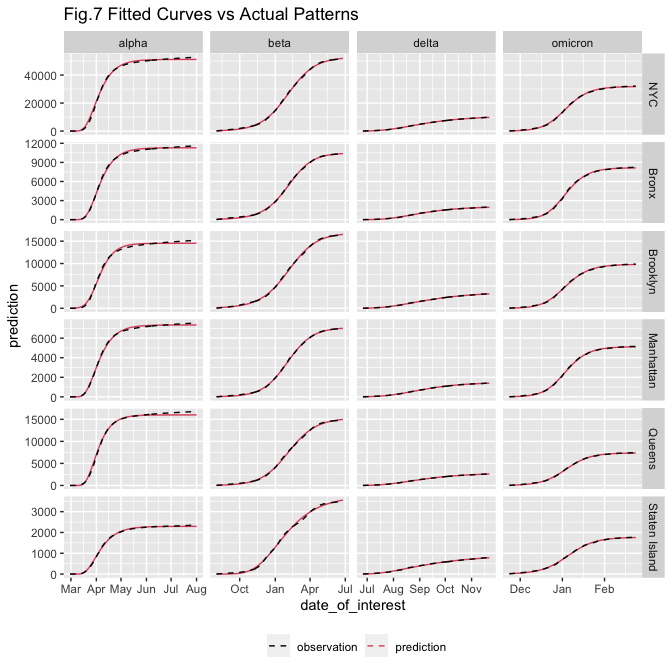 Fig.7 Fitted Curves vs Actual Patterns
alpha beta delta omicron
40000
20000
0
NYC
12000
9000
6000
3000
0
Bronx
15000
10000
5000
0
Brooklyn
6000
4000
2000
0
Manhattan
15000
10000
5000
0
Queens
3000
2000
1000
0
Staten Island
prediction
Mar Apr May Jun Jul Aug Oct Jan Apr Jul Jul Aug Sep Oct Nov Dec Jan Feb
date_of_interest
observation prediction